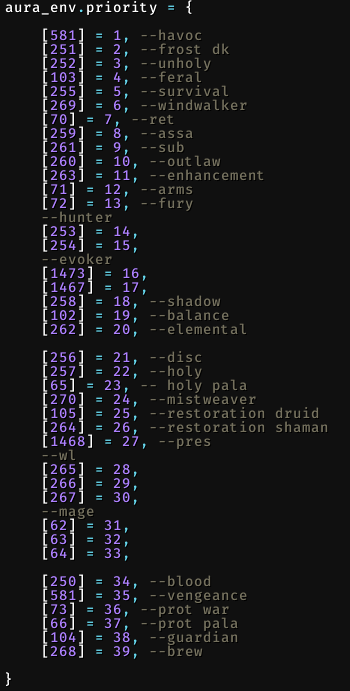 aura_env.priority = {
[581] = 1, --havoc
[251] = 2, --frost dk
[252] = 3, --unholy
[103] = 4, --feral
[255] = 5, --survival
[269] = 6, --windwalker
[70] = 7, --ret
[259] = 8, --assa
[261] = 9, --sub
[260] = 10, --outlaw
[263] = 11, --enhancement
[71] = 12, --arms
[72] = 13, --fury
--hunter
[253] = 14,
[254] = 15,
--evoker
[1473] = 16,
[1467] = 17,
[258] = 18, --shadow
[102] = 19, --balance
[262] = 20, --elemental
[256] = 21, --disc
[257] = 22, --holy
[65] = 23, -- holy pala
[270] = 24, --mistweaver
[105] = 25, --restoration druid
[264] = 26, --restoration shaman
[1468] = 27, --pres
--wl
[265] = 28,
[266] = 29,
[267] = 30,
--mage
[62] = 31,
[63] = 32,
[64] = 33,
[250] = 34, --blood
[581] = 35, --vengeance
[73] = 36, --prot war
[66] = 37, --prot pala
[104] = 38, --guardian
[268] = 39, --brew
}